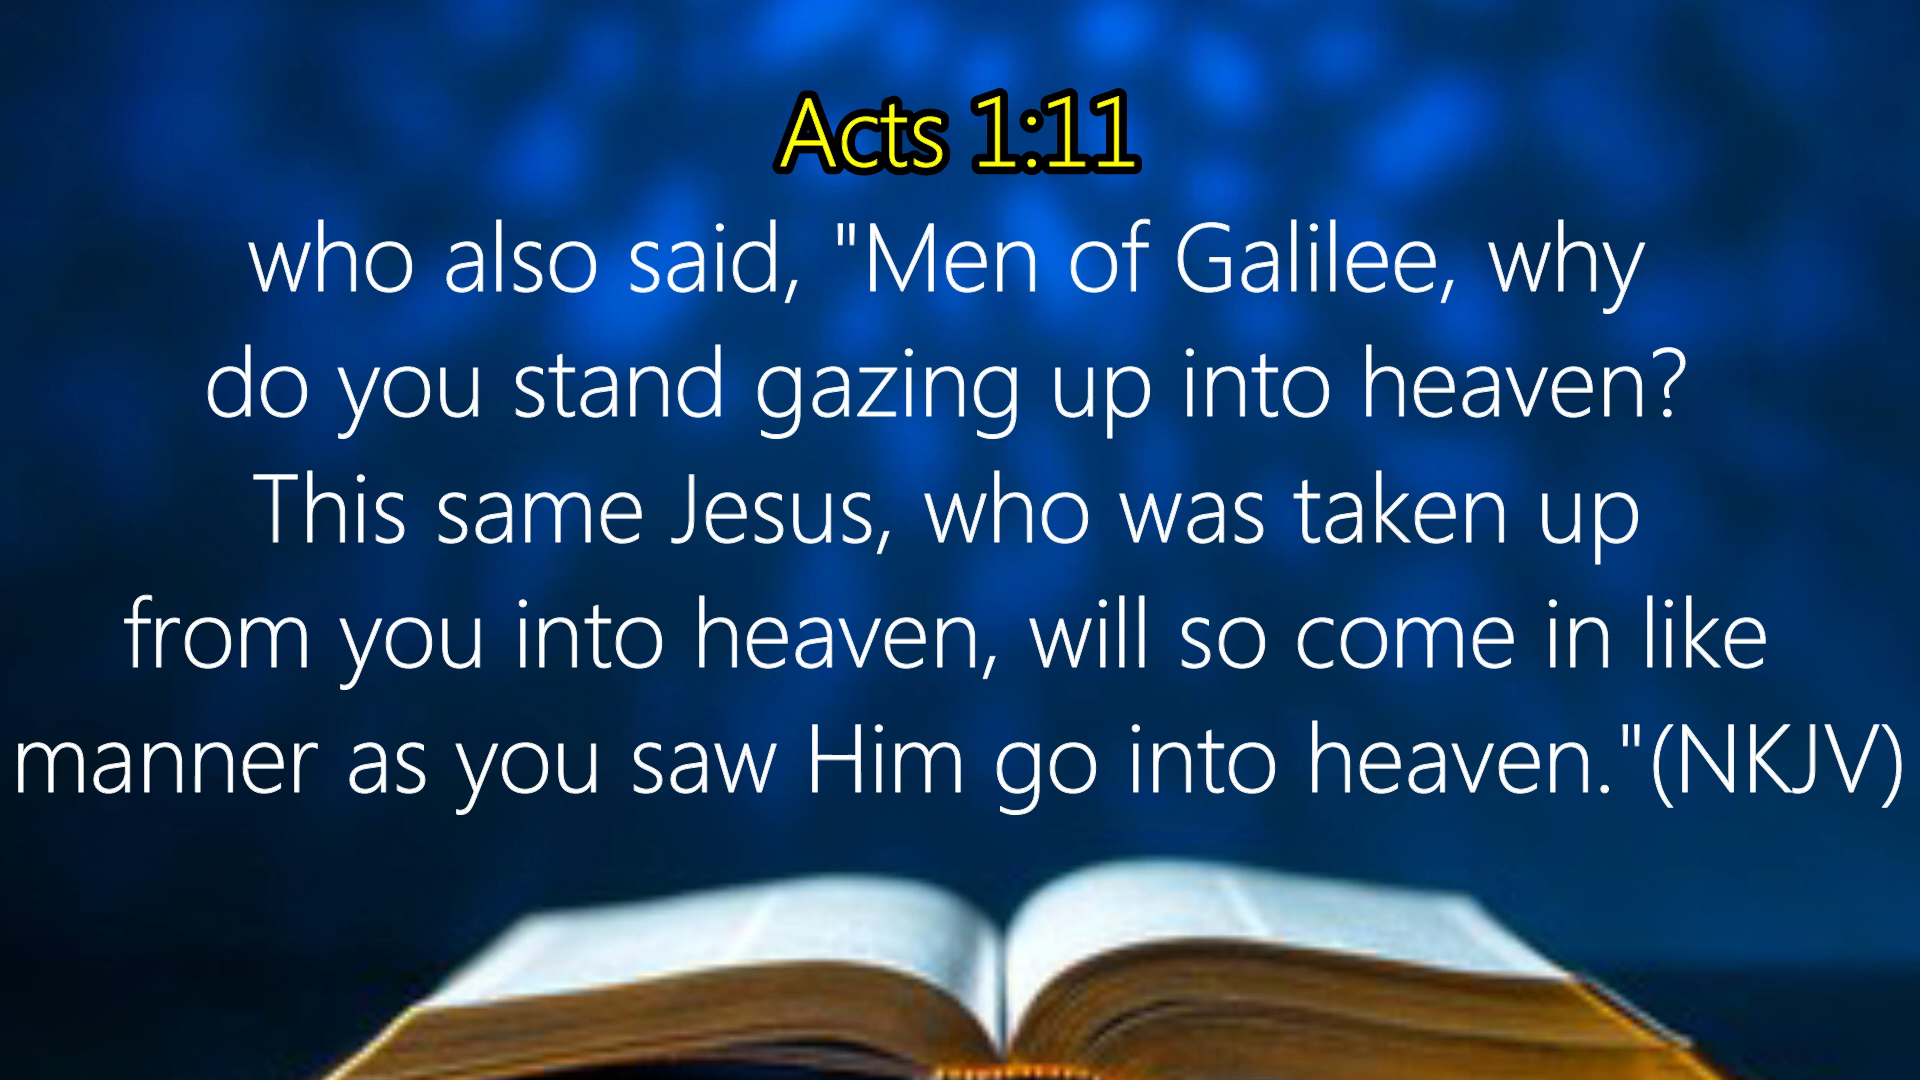 Acts 1:11
who also said, "Men of Galilee, why
do you stand gazing up into heaven?
This same Jesus, who was taken up
from you into heaven, will so come in like
manner as you saw Him go into heaven."(NKJV)